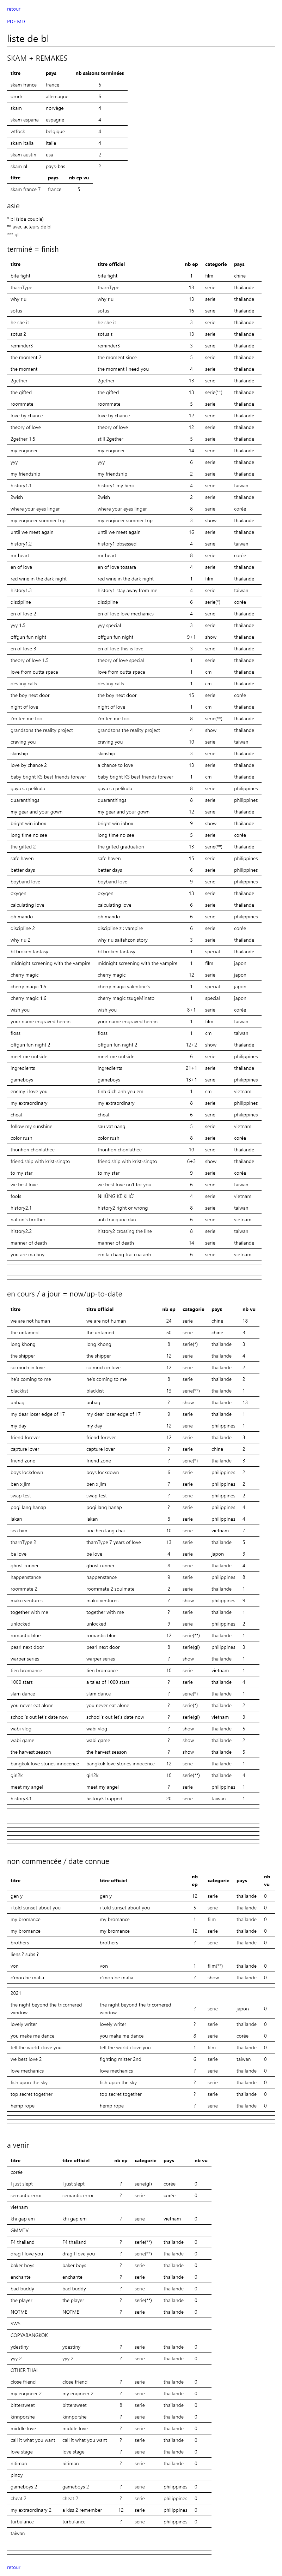 retour
PDF MD
liste de bl
SKAM + REMAKES
titre pays nb saisons terminées
skam france france 6
druck allemagne 6
skam norvège 4
skam espana espagne 4
wtfock belgique 4
skam italia italie 4
skam austin usa 2
skam nl pays-bas 2
titre pays nb ep vu
skam france 7 france 5
asie
* bl (side couple)
** avec acteurs de bl
*** gl
terminé = finish
titre titre officiel nb ep categorie pays
bite fight bite fight 1 film chine
tharnType tharnType 13 serie thailande
why r u why r u 13 serie thailande
sotus sotus 16 serie thailande
he she it he she it 3 serie thailande
sotus 2 sotus s 13 serie thailande
reminderS reminderS 3 serie thailande
the moment 2 the moment since 5 serie thailande
the moment the moment I need you 4 serie thailande
2gether 2gether 13 serie thailande
the gifted the gifted 13 serie(**) thailande
roommate roommate 5 serie thailande
love by chance love by chance 12 serie thailande
theory of love theory of love 12 serie thailande
2gether 1.5 still 2gether 5 serie thailande
my engineer my engineer 14 serie thailande
yyy yyy 6 serie thailande
my friendship my friendship 2 serie thailande
history1.1 history1 my hero 4 serie taiwan
2wish 2wish 2 serie thailande
where your eyes linger where your eyes linger 8 serie corée
my engineer summer trip my engineer summer trip 3 show thailande
until we meet again until we meet again 16 serie thailande
history1.2 history1 obsessed 4 serie taiwan
mr heart mr heart 8 serie corée
en of love en of love tossara 4 serie thailande
red wine in the dark night red wine in the dark night 1 film thailande
history1.3 history1 stay away from me 4 serie taiwan
discipline discipline 6 serie(*) corée
en of love 2 en of love love mechanics 4 serie thailande
yyy 1.5 yyy special 3 serie thailande
offgun fun night offgun fun night 9+1 show thailande
en of love 3 en of love this is love 3 serie thailande
theory of love 1.5 theory of love special 1 serie thailande
love from outta space love from outta space 1 cm thailande
destiny calls destiny calls 1 cm thailande
the boy next door the boy next door 15 serie corée
night of love night of love 1 cm thailande
i'm tee me too i'm tee me too 8 serie(**) thailande
grandsons the reality project grandsons the reality project 4 show thailande
craving you craving you 10 serie taiwan
skinship skinship 3 serie thailande
love by chance 2 a chance to love 13 serie thailande
baby bright KS best friends forever baby bright KS best friends forever 1 cm thailande
gaya sa pelikula gaya sa pelikula 8 serie philippines
quaranthings quaranthings 8 serie philippines
my gear and your gown my gear and your gown 12 serie thailande
bright win inbox bright win inbox 9 show thailande
long time no see long time no see 5 serie corée
the gifted 2 the gifted graduation 13 serie(**) thailande
safe haven safe haven 15 serie philippines
better days better days 6 serie philippines
boyband love boyband love 9 serie philippines
oxygen oxygen 13 serie thailande
calculating love calculating love 6 serie thailande
oh mando oh mando 6 serie philippines
discipline 2 discipline z : vampire 6 serie corée
why r u 2 why r u saifahzon story 3 serie thailande
bl broken fantasy bl broken fantasy 1 special thailande
midnight screening with the vampire midnight screening with the vampire 1 film japon
cherry magic cherry magic 12 serie japon
cherry magic 1.5 cherry magic valentine's 1 special japon
cherry magic 1.6 cherry magic tsugeMinato 1 special japon
wish you wish you 8+1 serie corée
your name engraved herein your name engraved herein 1 film taiwan
floss floss 1 cm taiwan
offgun fun night 2 offgun fun night 2 12+2 show thailande
meet me outside meet me outside 6 serie philippines
ingredients ingredients 21+1 serie thailande
gameboys gameboys 13+1 serie philippines
enemy i love you tinh dich anh yeu em 1 cm vietnam
my extraordinary my extraordinary 8 serie philippines
cheat cheat 6 serie philippines
follow my sunshine sau vat nang 5 serie vietnam
color rush color rush 8 serie corée
thonhon chonlathee thonhon chonlathee 10 serie thailande
friend.ship with krist-singto friend.ship with krist-singto 6+3 show thailande
to my star to my star 9 serie corée
we best love we best love no1 for you 6 serie taiwan
fools NHỮNG KẺ KHỜ 4 serie vietnam
history2.1 history2 right or wrong 8 serie taiwan
nation's brother anh trai quoc dan 6 serie vietnam
history2.2 history2 crossing the line 8 serie taiwan
manner of death manner of death 14 serie thailande
you are ma boy em la chang trai cua anh 6 serie vietnam
en cours / a jour = now/up-to-date
titre titre officiel nb ep categorie pays nb vu
we are not human we are not human 24 serie chine 18
the untamed the untamed 50 serie chine 3
long khong long khong 8 serie(*) thailande 3
the shipper the shipper 12 serie thailande 4
so much in love so much in love 12 serie thailande 2
he's coming to me he's coming to me 8 serie thailande 2
blacklist blacklist 13 serie(**) thailande 1
unbag unbag ? show thailande 13
my dear loser edge of 17 my dear loser edge of 17 9 serie thailande 1
my day my day 12 serie philippines 1
friend forever friend forever 12 serie thailande 3
capture lover capture lover ? serie chine 2
friend zone friend zone ? serie(*) thailande 3
boys lockdown boys lockdown 6 serie philippines 2
ben x jim ben x jim 7 serie philippines 2
swap test swap test ? serie philippines 2
pogi lang hanap pogi lang hanap ? serie philippines 4
lakan lakan 8 serie philippines 4
sea him uoc hen lang chai 10 serie vietnam 7
tharnType 2 tharnType 7 years of love 13 serie thailande 5
be love be love 4 serie japon 3
ghost runner ghost runner 8 serie thailande 4
happenstance happenstance 9 serie philippines 8
roommate 2 roommate 2 soulmate 2 serie thailande 1
mako ventures mako ventures ? show philippines 9
together with me together with me ? serie thailande 1
unlocked unlocked 9 serie philippines 2
romantic blue romantic blue 12 serie(**) thailande 1
pearl next door pearl next door 8 serie(gl) philippines 3
warper series warper series ? show thailande 1
tien bromance tien bromance 10 serie vietnam 1
1000 stars a tales of 1000 stars ? serie thailande 4
slam dance slam dance ? serie(*) thailande 1
you never eat alone you never eat alone ? serie(*) thailande 2
school's out let's date now school's out let's date now ? serie(gl) vietnam 3
wabi vlog wabi vlog ? show thailande 5
wabi game wabi game ? show thailande 2
the harvest season the harvest season ? show thailande 5
bangkok love stories innocence bangkok love stories innocence 12 serie thailande 1
girl2k girl2k 10 serie(**) thailande 4
meet my angel meet my angel ? serie philippines 1
history3.1 history3 trapped 20 serie taiwan 1
non commencée / date connue
titre titre officiel nb ep categorie pays nb vu
gen y gen y 12 serie thailande 0
i told sunset about you i told sunset about you 5 serie thailande 0
my bromance my bromance 1 film thailande 0
my bromance my bromance 12 serie thailande 0
brothers brothers ? serie thailande 0
liens ? subs ?
von von 1 film(**) thailande 0
c'mon be mafia c'mon be mafia ? show thailande 0
2021
the night beyond the tricornered window the night beyond the tricornered window ? serie japon 0
lovely writer lovely writer ? serie thailande 0
you make me dance you make me dance 8 serie corée 0
tell the world i love you tell the world i love you 1 film thailande 0
we best love 2 fighting mister 2nd 6 serie taiwan 0
love mechanics love mechanics ? serie thailande 0
fish upon the sky fish upon the sky ? serie thailande 0
top secret together top secret together ? serie thailande 0
hemp rope hemp rope ? serie thailande 0
a venir
titre titre officiel nb ep categorie pays nb vu
corée
I just slept I just slept ? serie(gl) corée 0
semantic error semantic error ? serie corée 0
vietnam
khi gap em khi gap em ? serie vietnam 0
GMMTV
F4 thailand F4 thailand ? serie(**) thailande 0
drag I love you drag I love you ? serie(**) thailande 0
baker boys baker boys ? serie thailande 0
enchante enchante ? serie thailande 0
bad buddy bad buddy ? serie thailande 0
the player the player ? serie(**) thailande 0
NOTME NOTME ? serie thailande 0
SWS
COPYABANGKOK
ydestiny ydestiny ? serie thailande 0
yyy 2 yyy 2 ? serie thailande 0
OTHER THAI
close friend close friend ? serie thailande 0
my engineer 2 my engineer 2 ? serie thailande 0
bittersweet bittersweet 8 serie thailande 0
kinnporshe kinnporshe ? serie thailande 0
middle love middle love ? serie thailande 0
call it what you want call it what you want ? serie thailande 0
love stage love stage ? serie thailande 0
nitiman nitiman ? serie thailande 0
pinoy
gameboys 2 gameboys 2 ? serie philippines 0
cheat 2 cheat 2 ? serie philippines 0
my extraordinary 2 a kiss 2 remember 12 serie philippines 0
turbulance turbulance ? serie philippines 0
taiwan
retour